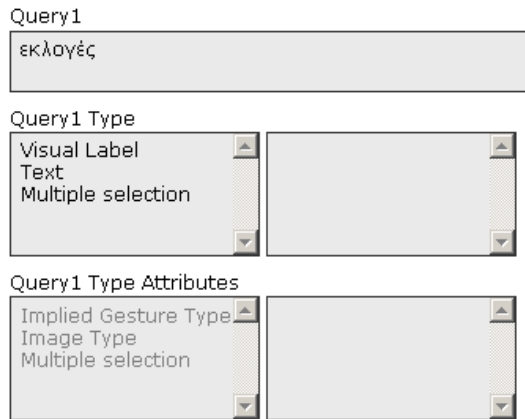 Query1
εκλογές
Query1 Type
Visual Label
Text
Multiple selection
Query1 Type Attributes
Implied Gesture Type
Image Type
Multiple selection